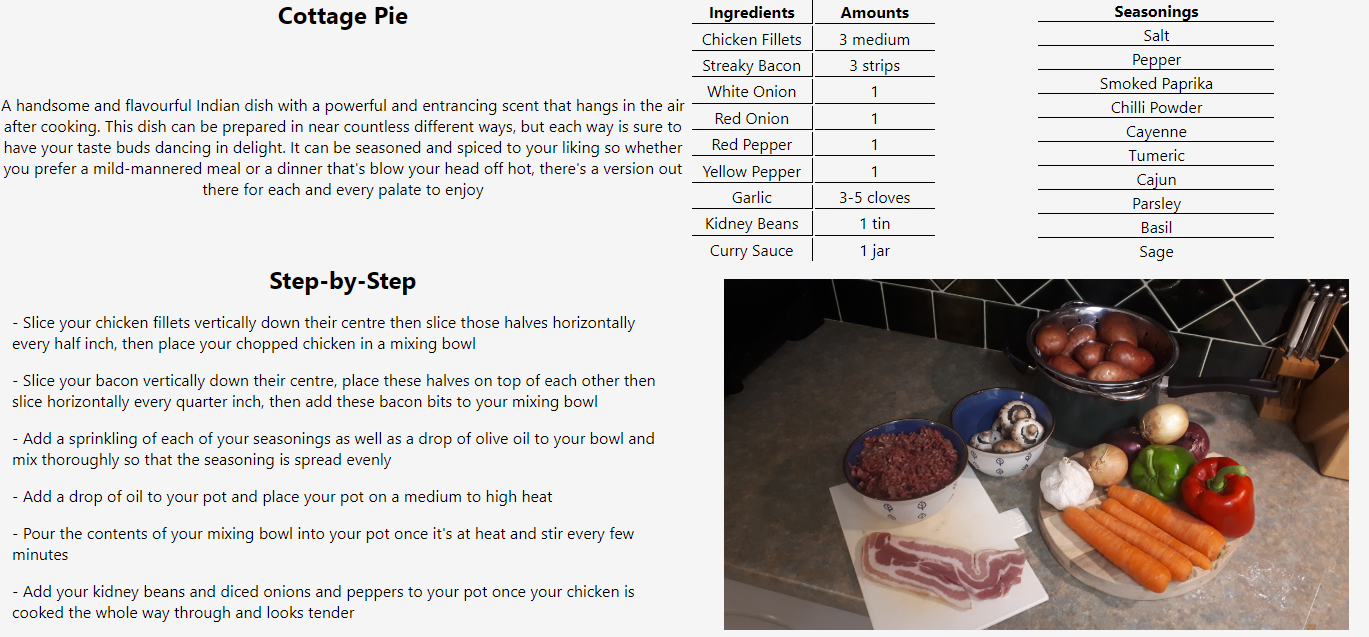 Cottage Pie
A handsome and flavourful Indian dish with a powerful and entrancing scent that hangs in the air
after cooking. This dish can be prepared in near countless different ways, but each way is sure to
have your taste buds dancing in delight. It can be seasoned and spiced to your liking so whether
you prefer a mild-mannered meal or a dinner that's blow your head off hot, there's a version out
there for each and every palate to enjoy
Ingredients Amounts
Chicken Fillets 3 medium
Streaky Bacon 3 strips
White Onion 1
Red Onion 1
Red Pepper 1
Yellow Pepper 1
Garlic 3-5 cloves
Kidney Beans 1 tin
Curry Sauce 1 jar
Seasonings
Salt
Pepper
Smoked Paprika
Chilli Powder
Cayenne
Tumeric
Cajun
Parsley
Basil
Sage
Step-by-Step
- Slice your chicken fillets vertically down their centre then slice those halves horizontally
every half inch, then place your chopped chicken in a mixing bowl
- Slice your bacon vertically down their centre, place these halves on top of each other then
slice horizontally every quarter inch, then add these bacon bits to your mixing bowl
- Add a sprinkling of each of your seasonings as well as a drop of olive oil to your bowl and
mix thoroughly so that the seasoning is spread evenly
- Add a drop of oil to your pot and place your pot on a medium to high heat
- Pour the contents of your mixing bowl into your pot once it's at heat and stir every few
minutes
- Add your kidney beans and diced onions and peppers to your pot once your chicken is
cooked the whole way through and looks tender